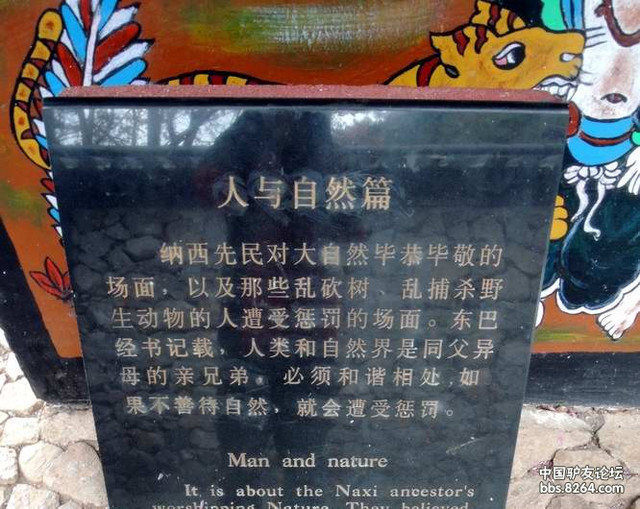 人与自然篇
纳西先民对大自然毕恭毕敬的
场面，以及那些乱砍树、乱捕杀野
生动物的人遭受惩罚的场面。东巴
经书记载，人类和自然界是同父异
母的亲兄弟，必须和谐相处，如
果不善待自然，就会遭受惩罚。
Man and nature
It is about the Naxi ancestor's
worshipping Nature. They believed
中国驴友论坛
bbs.8264.com